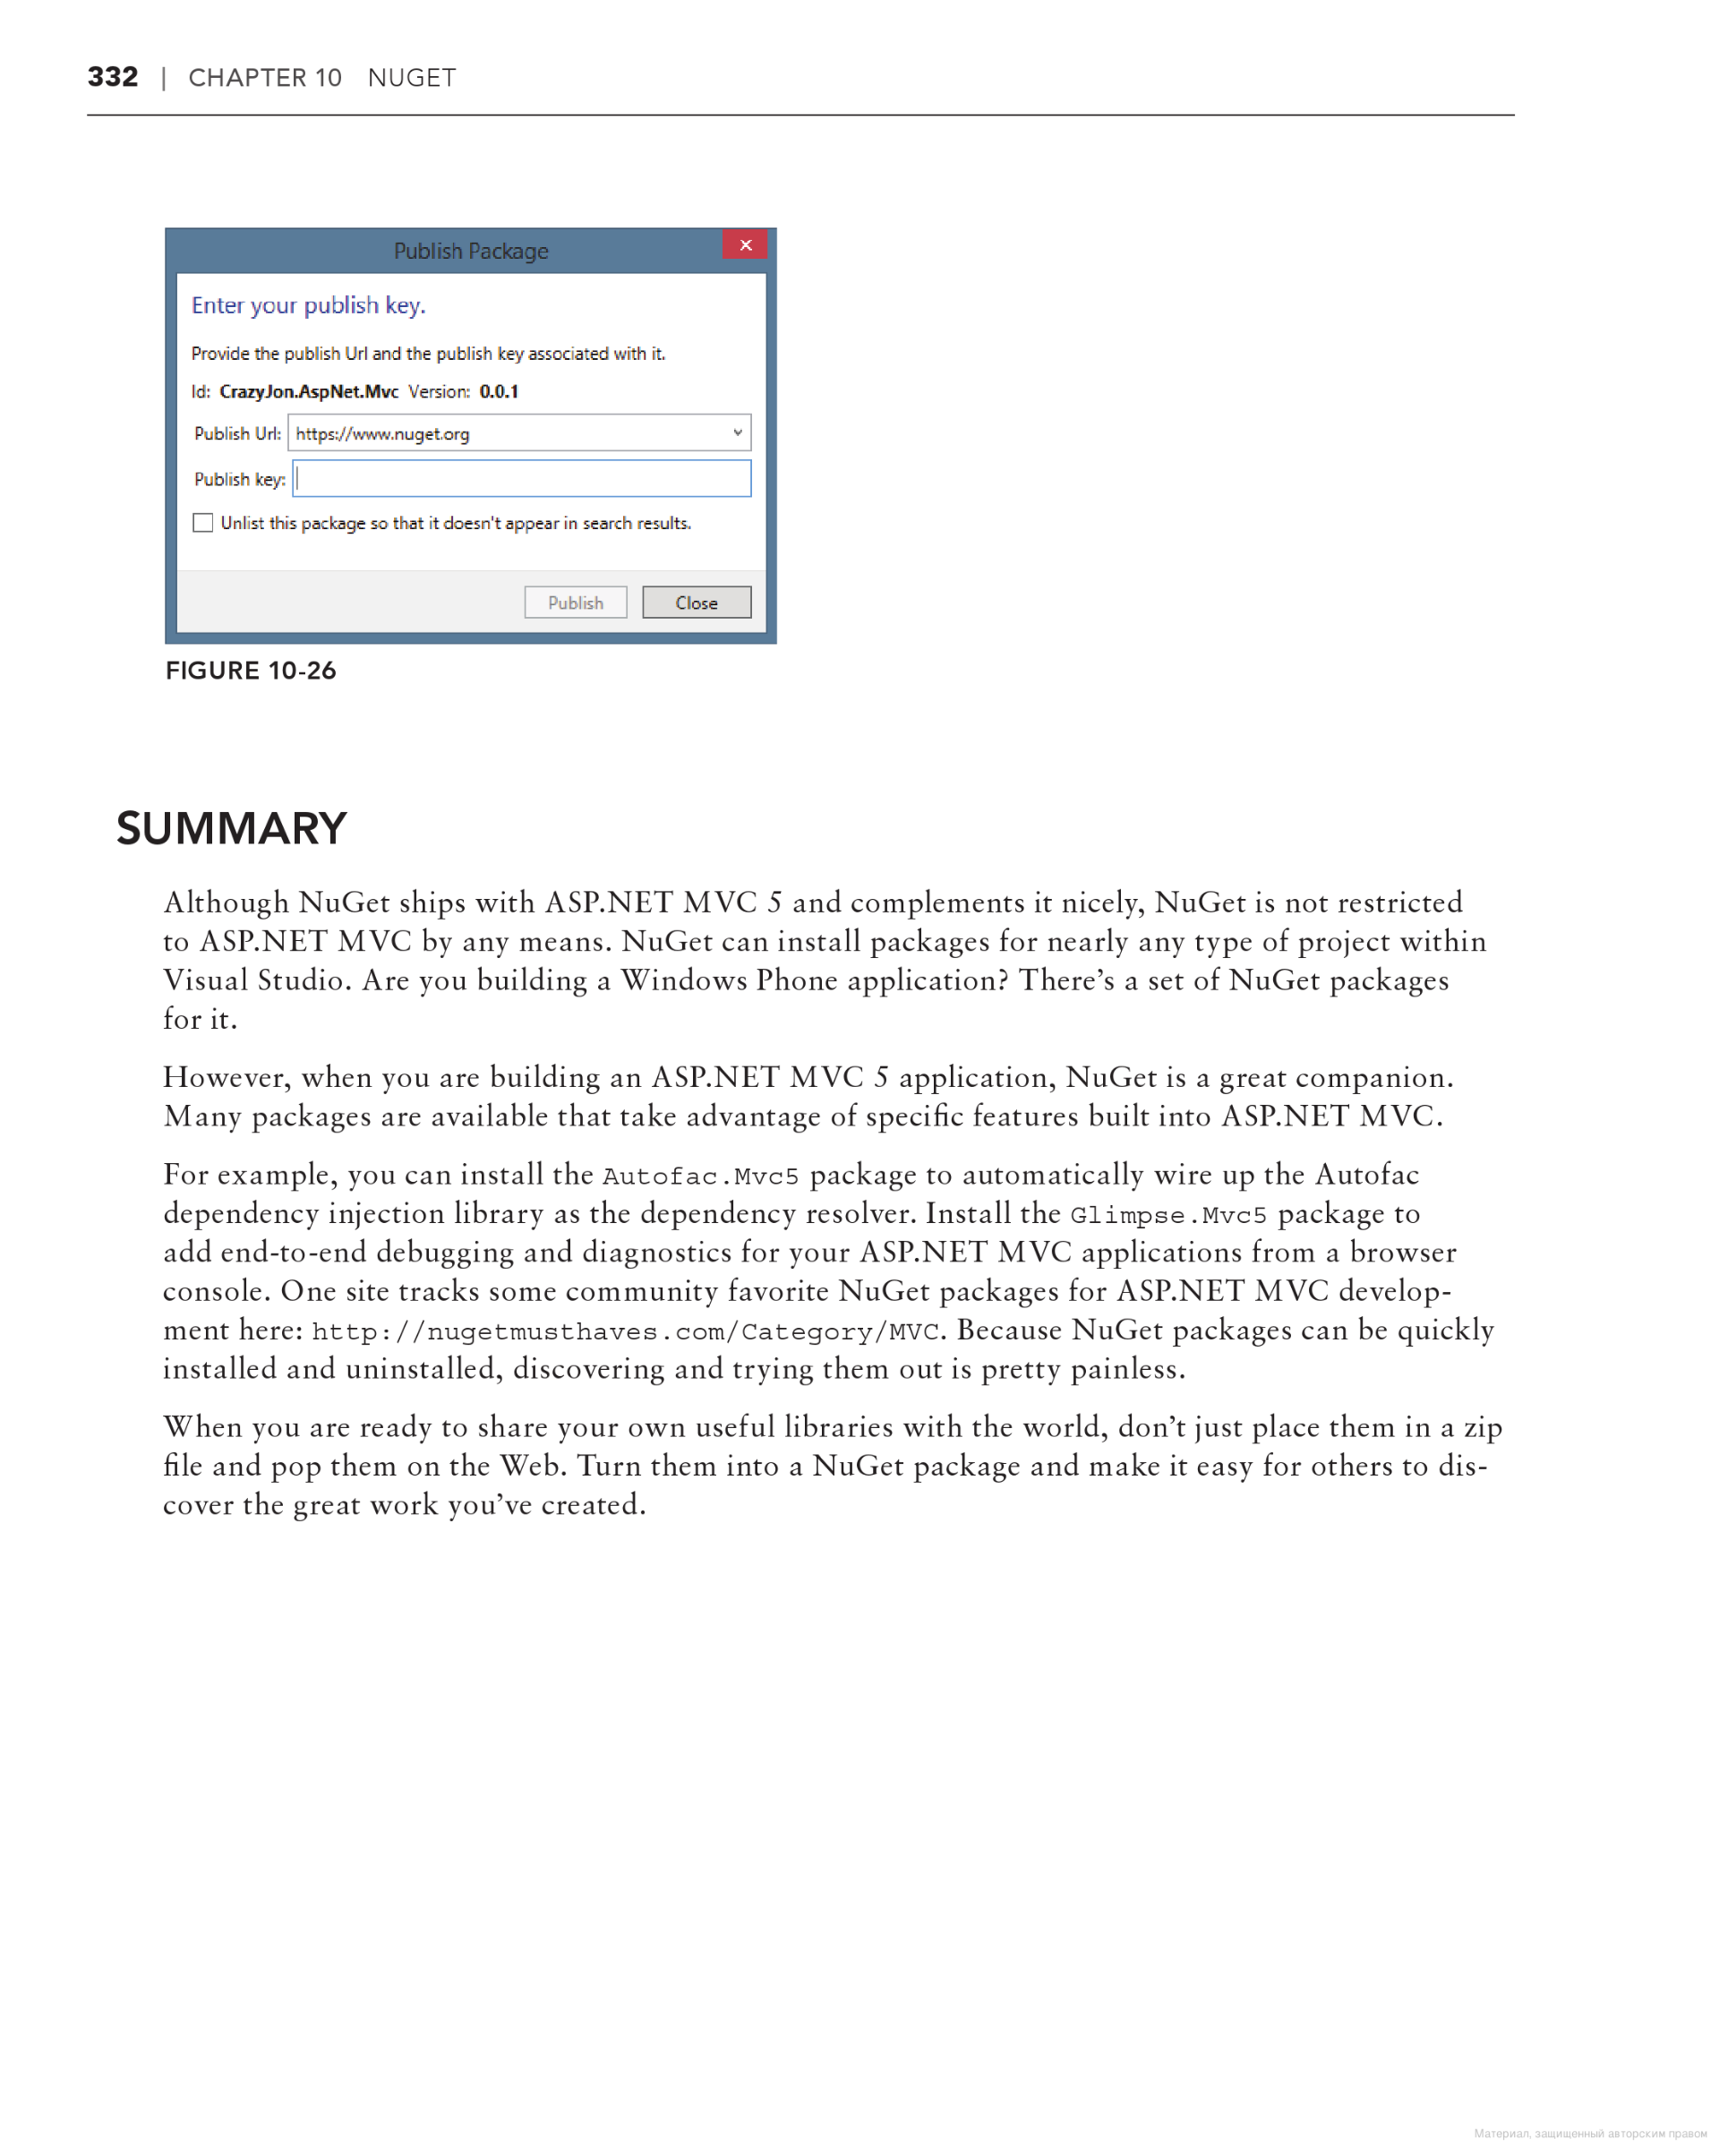 332 | CHAPTER 10 NUGET
Publish Package
Enter your publish key.
Provide the publish Url and the publish key associated with it.
Id: CrazyJon.AspNet.Mvc Version: 0.0.1
Publish Url: https://www.nuget.org
Publish key:
Unlist this package so that it doesn't appear in search results.
Publish Close
FIGURE 10-26
SUMMARY
Although NuGet ships with ASP.NET MVC 5 and complements it nicely, NuGet is not restricted
to ASP.NET MVC by any means. NuGet can install packages for nearly any type of project within
Visual Studio. Are you building a Windows Phone application? There’s a set of NuGet packages
for it.
However, when you are building an ASP.NET MVC 5 application, NuGet is a great companion.
Many packages are available that take advantage of specific features built into ASP.NET MVC.
For example, you can install the Autofac.Mvc5 package to automatically wire up the Autofac
dependency injection library as the dependency resolver. Install the Glimpse.Mvc5 package to
add end-to-end debugging and diagnostics for your ASP.NET MVC applications from a browser
console. One site tracks some community favorite NuGet packages for ASP.NET MVC develop-
ment here: http://nugetmusthaves.com/Category/MVC. Because NuGet packages can be quickly
installed and uninstalled, discovering and trying them out is pretty painless.
When you are ready to share your own useful libraries with the world, don’t just place them in a zip
file and pop them on the Web. Turn them into a NuGet package and make it easy for others to dis-
cover the great work you’ve created.
Материал, защищенный авторским правом